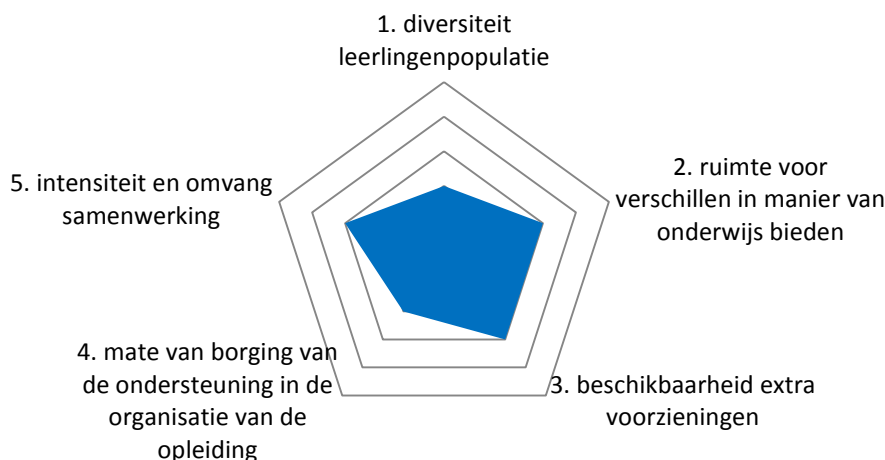 1. diversiteit
leerlingenpopulatie
2. ruimte voor
verschillen in manier van
onderwijs bieden
3. beschikbaarheid extra
voorzieningen
4. mate van borging van
de ondersteuning in de
organisatie van de
opleiding
5. intensiteit en omvang
samenwerking